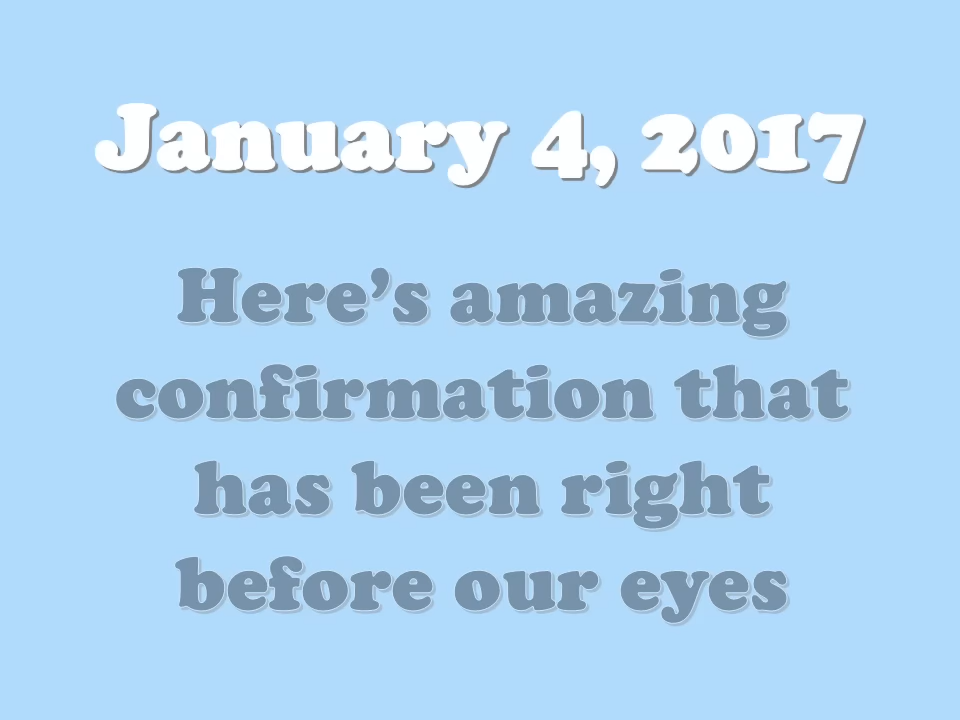 January 4, 2017
Here’s amazing
confirmation that
has been right
before our eyes